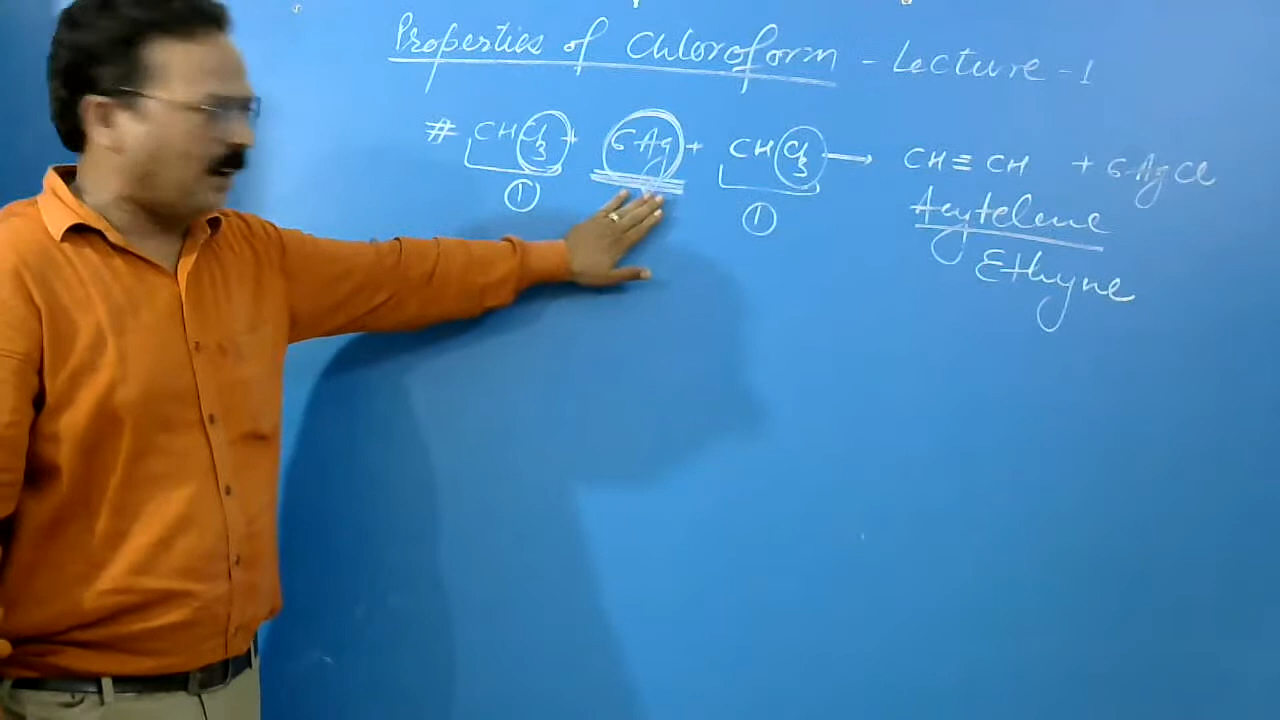 Properties of Chloroform - Lecture - 1
# CHCl3 + 6Ag + CHCl3 → CH≡CH + 6AgCl
① ①
Acytelene
Ethyne